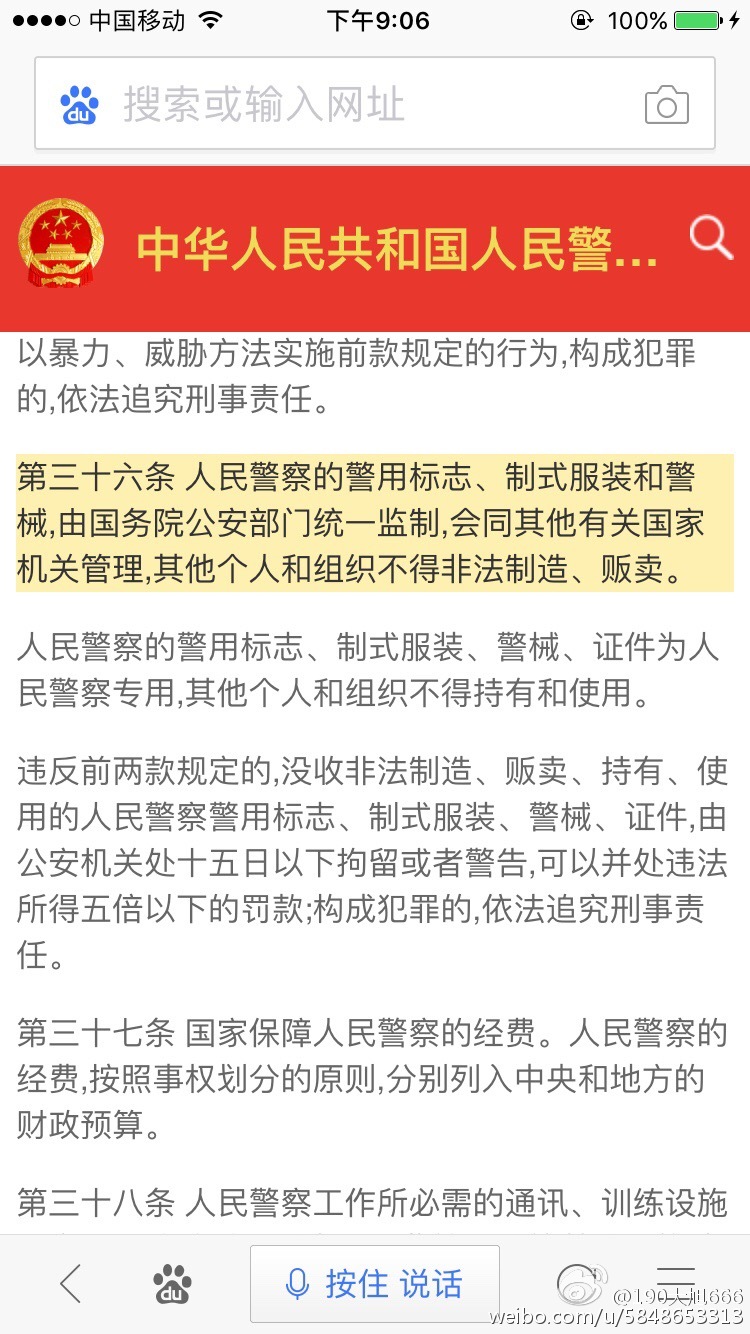 中国移动 下午9:06 100%
du 搜索或输入网址
中华人民共和国人民警...
以暴力、威胁方法实施前款规定的行为,构成犯罪
的,依法追究刑事责任。
第三十六条 人民警察的警用标志、制式服装和警
械,由国务院公安部门统一监制,会同其他有关国家
机关管理,其他个人和组织不得非法制造、贩卖。
人民警察的警用标志、制式服装、警械、证件为人
民警察专用,其他个人和组织不得持有和使用。
违反前两款规定的,没收非法制造、贩卖、持有、使
用的人民警察警用标志、制式服装、警械、证件,由
公安机关处十五日以下拘留或者警告,可以并处违法
所得五倍以下的罚款;构成犯罪的,依法追究刑事责
任。
第三十七条 国家保障人民警察的经费。人民警察的
经费,按照事权划分的原则,分别列入中央和地方的
财政预算。
第三十八条 人民警察工作所必需的通讯、训练设施
du 按住 说话
weibo.com/u/5848653313